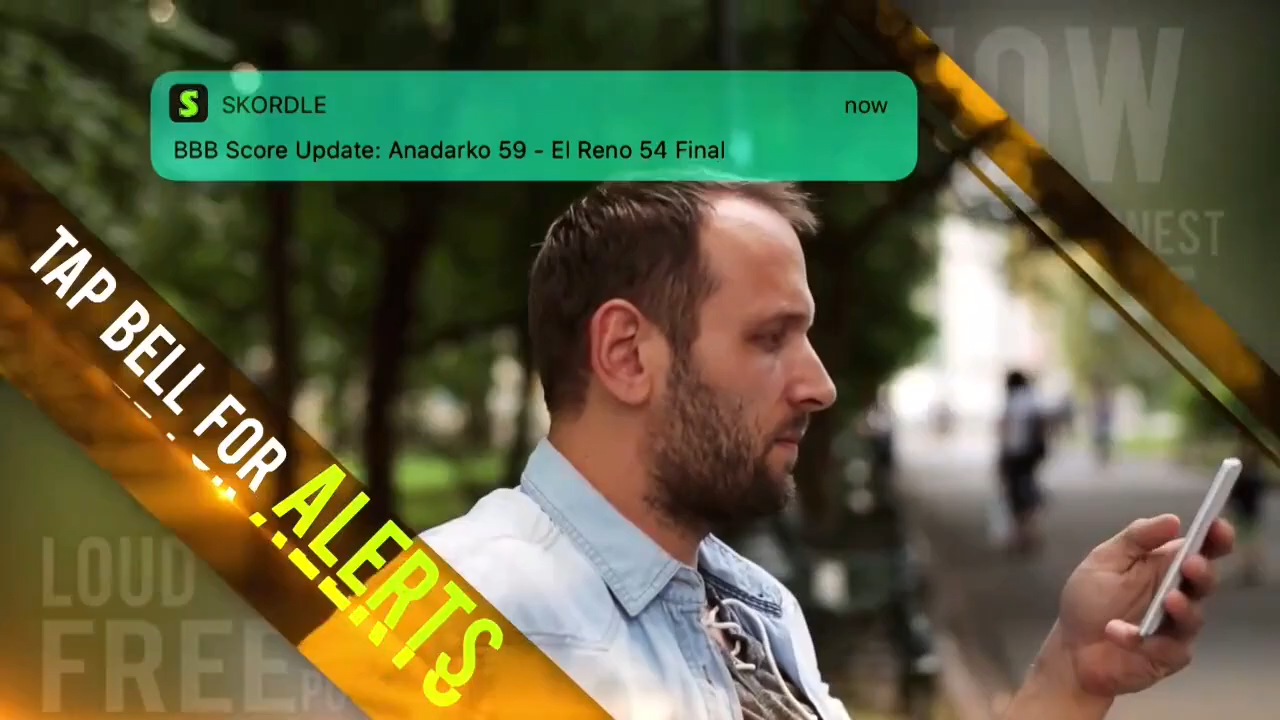 SKORDLE
now
BBB Score Update: Anadarko 59 - El Reno 54 Final
TAP BELL FOR ALERTS
LOUD
FREE